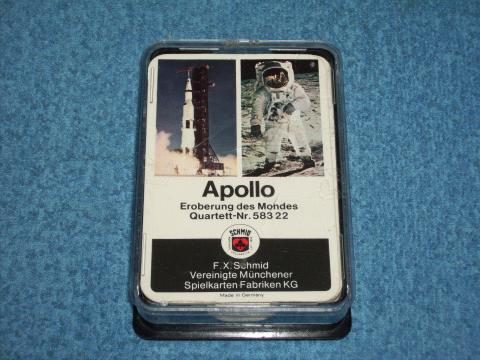 Apollo
Eroberung des Mondes
Quartett-Nr. 583 22
SCHMID
F. X. Schmid
Vereinigte Münchener
Spielkarten-Fabriken KG
Made in Germany